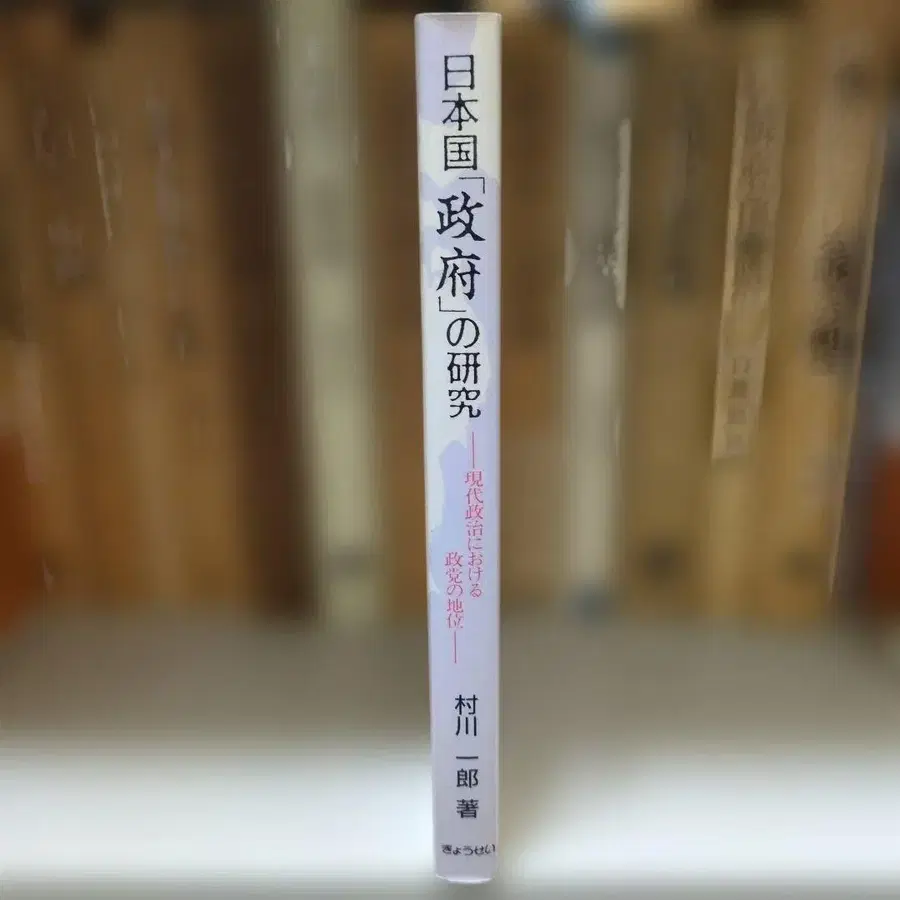 日本国「政府」の研究
――現代政治における
政党の地位――
村川一郎 著
ぎょうせい